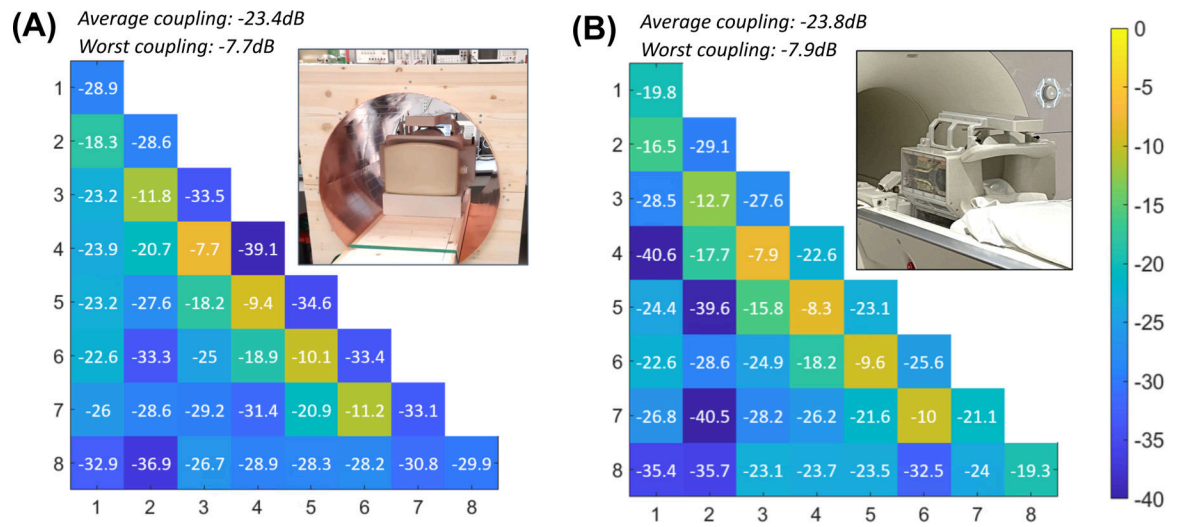 (A)
Average coupling: -23.4dB
Worst coupling: -7.7dB
1 -28.9
2 -18.3 -28.6
3 -23.2 -11.8 -33.5
4 -23.9 -20.7 -7.7 -39.1
5 -23.2 -27.6 -18.2 -9.4 -34.6
6 -22.6 -33.3 -25 -18.9 -10.1 -33.4
7 -26 -28.6 -29.2 -31.4 -20.9 -11.2 -33.1
8 -32.9 -36.9 -26.7 -28.9 -28.3 -28.2 -30.8 -29.9
1 2 3 4 5 6 7 8
(B)
Average coupling: -23.8dB
Worst coupling: -7.9dB
1 -19.8
2 -16.5 -29.1
3 -28.5 -12.7 -27.6
4 -40.6 -17.7 -7.9 -22.6
5 -24.4 -39.6 -15.8 -8.3 -23.1
6 -22.6 -28.6 -24.9 -18.2 -9.6 -25.6
7 -26.8 -40.5 -28.2 -26.2 -21.6 -10 -21.1
8 -35.4 -35.7 -23.1 -23.7 -23.5 -32.5 -24 -19.3
1 2 3 4 5 6 7 8
0
-5
-10
-15
-20
-25
-30
-35
-40